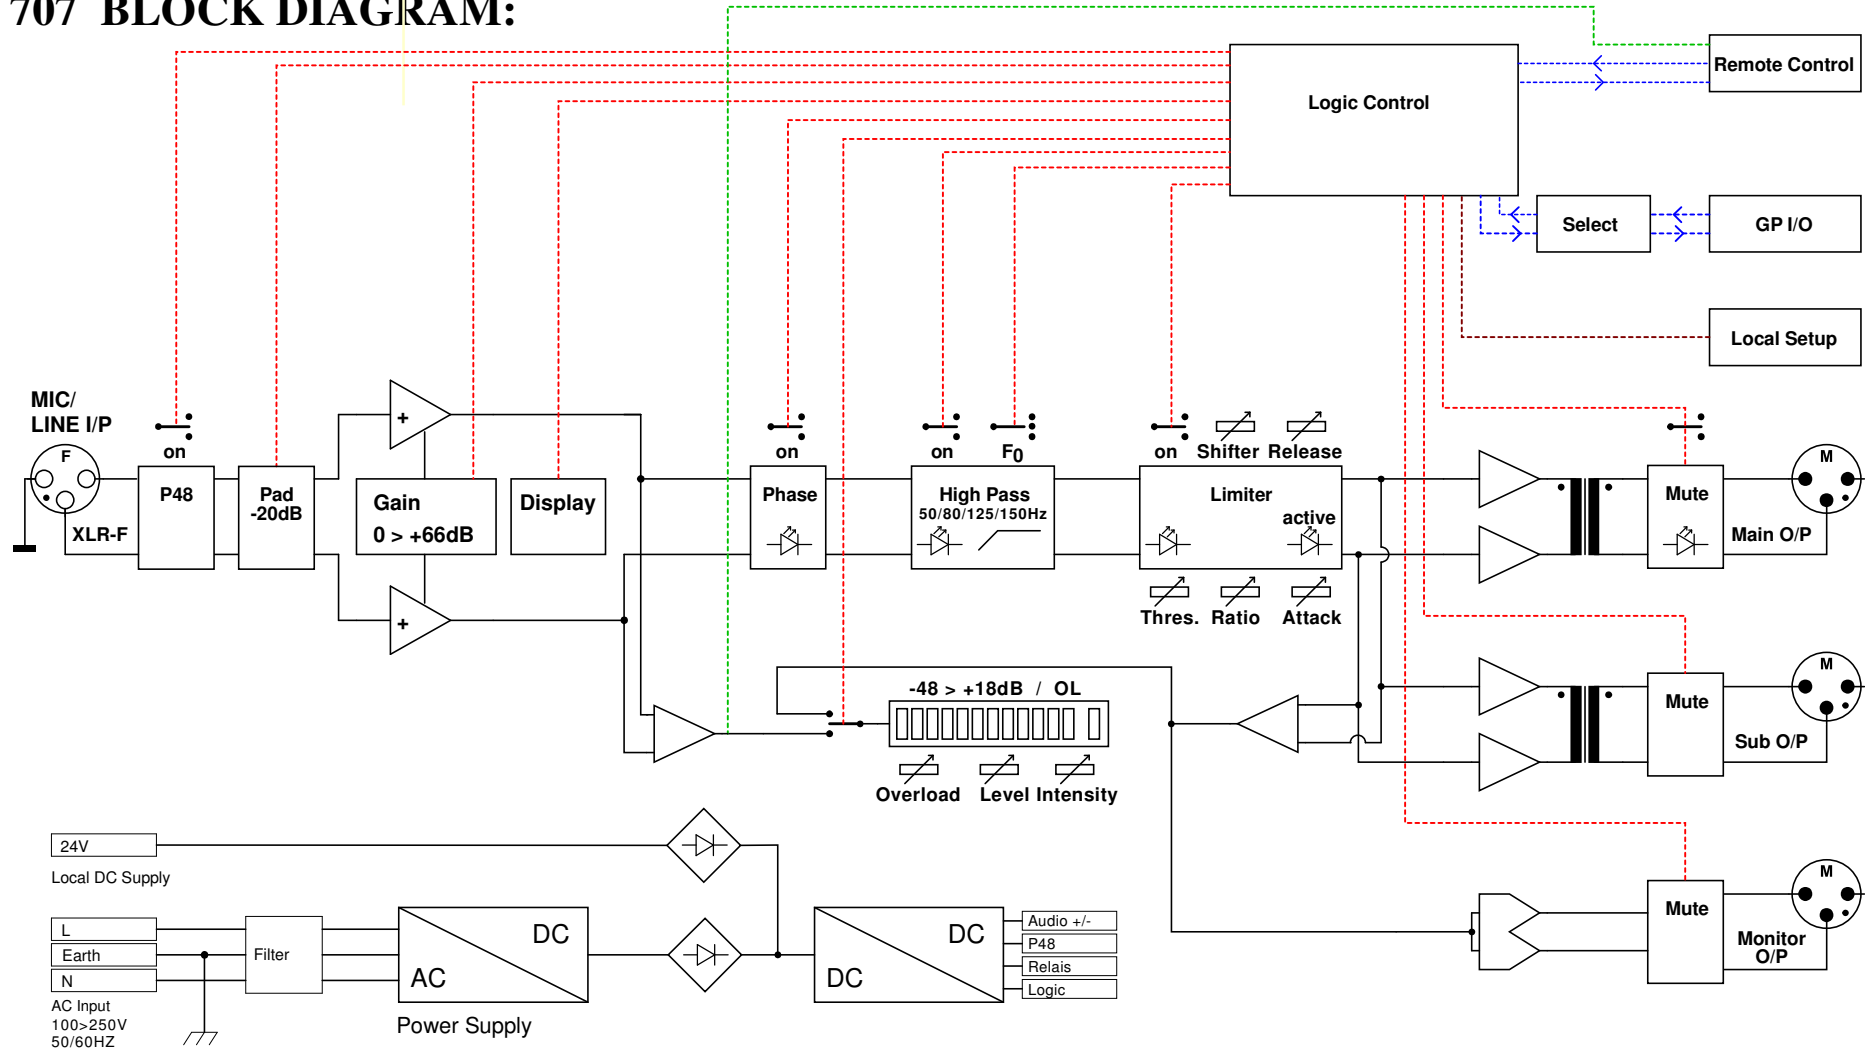 707 BLOCK DIAGRAM:
Remote Control
Logic Control
Select
GP I/O
Local Setup
MIC/
LINE I/P
F
XLR-F
on
P48
Pad
-20dB
+
+
Gain
0 > +66dB
Display
on
Phase
on
F0
High Pass
50/80/125/150Hz
on
Shifter
Release
Limiter
active
Thres.
Ratio
Attack
Mute
M
Main O/P
-48 > +18dB / OL
Overload
Level
Intensity
Mute
M
Sub O/P
Mute
M
Monitor
O/P
24V
Local DC Supply
L
Earth
N
AC Input
100>250V
50/60HZ
Filter
DC
AC
Power Supply
DC
DC
Audio +/-
P48
Relais
Logic